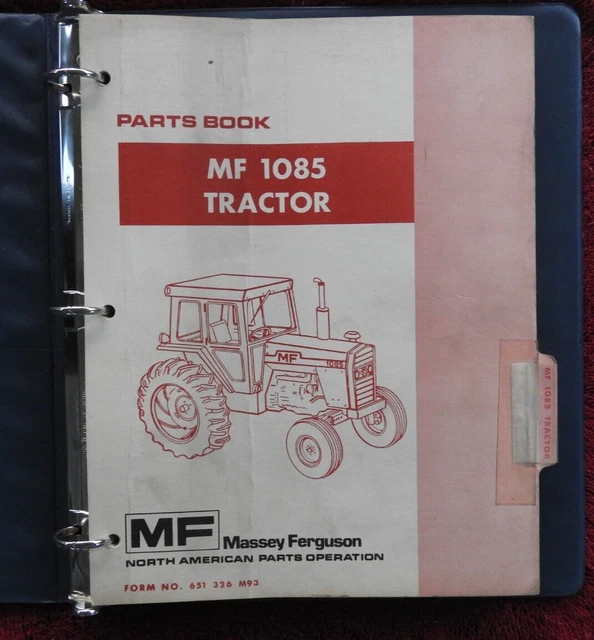 PARTS BOOK
MF 1085
TRACTOR
MF
1085
MF 1085 TRACTOR
MF Massey Ferguson
NORTH AMERICAN PARTS OPERATION
FORM NO. 651 326 M93